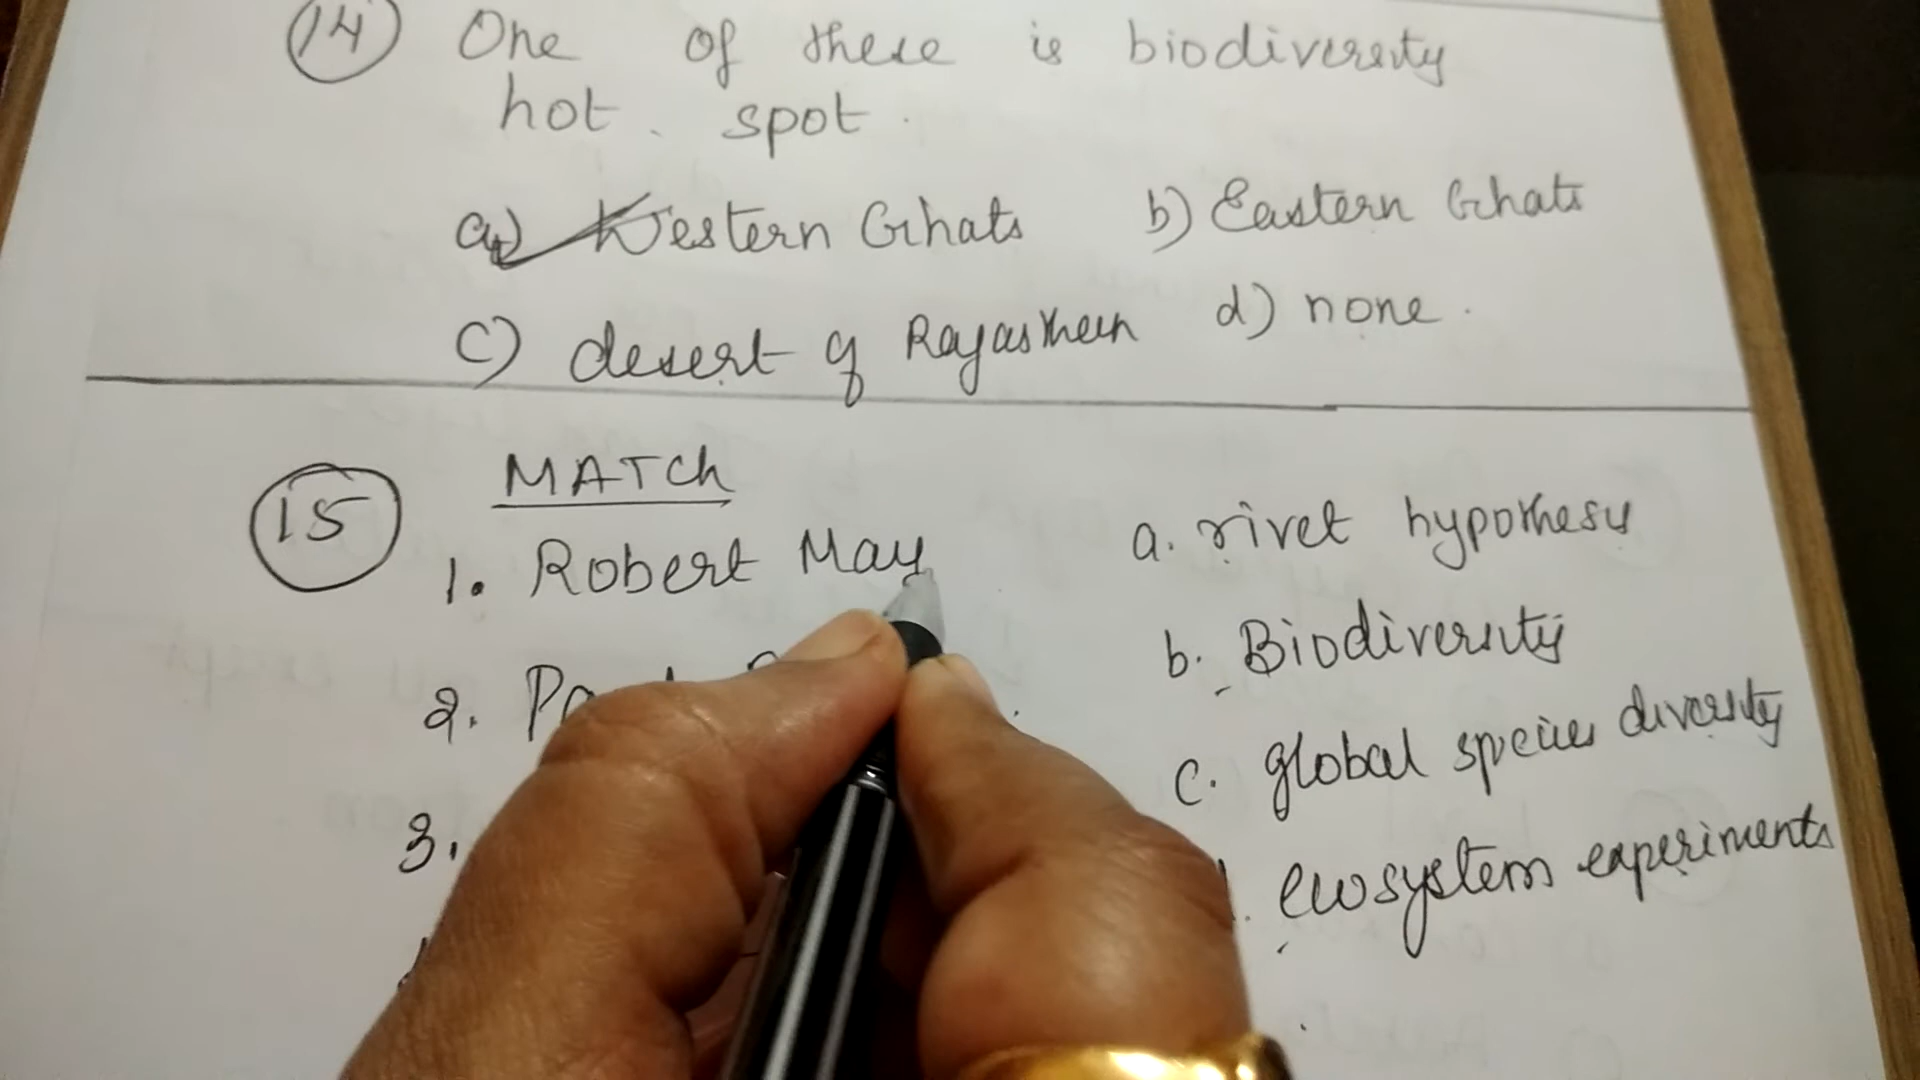 14 One of these is biodiversity
hot spot.
a) Western Ghats b) Eastern Ghats
c) desert of Rajasthan d) none.
15 MATCh
1. Robert May a. rivet hypothesis
2. b. Biodiversity
3. c. global species diversity
ecosystem experiments